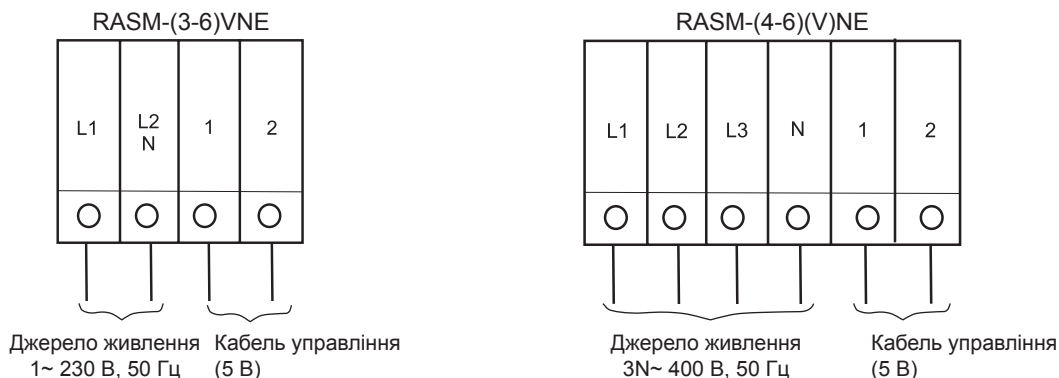 RASM-(3-6)VNE
L1
L2
N
1
2
Джерело живлення
1~ 230 В, 50 Гц
Кабель управління
(5 В)
RASM-(4-6)(V)NE
L1
L2
L3
N
1
2
Джерело живлення
3N~ 400 В, 50 Гц
Кабель управління
(5 В)